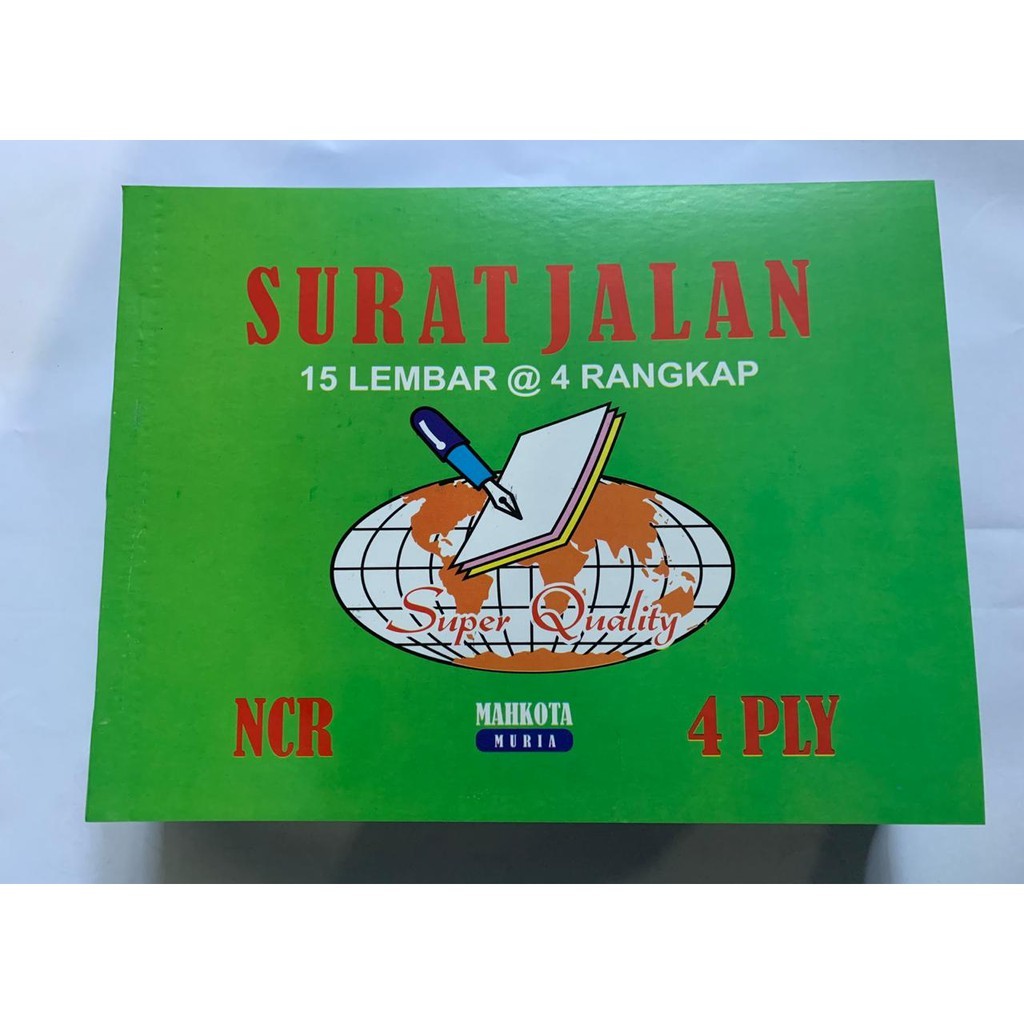 SURAT JALAN
15 LEMBAR @ 4 RANGKAP
Super Quality
NCR
MAHKOTA
MURIA
4 PLY